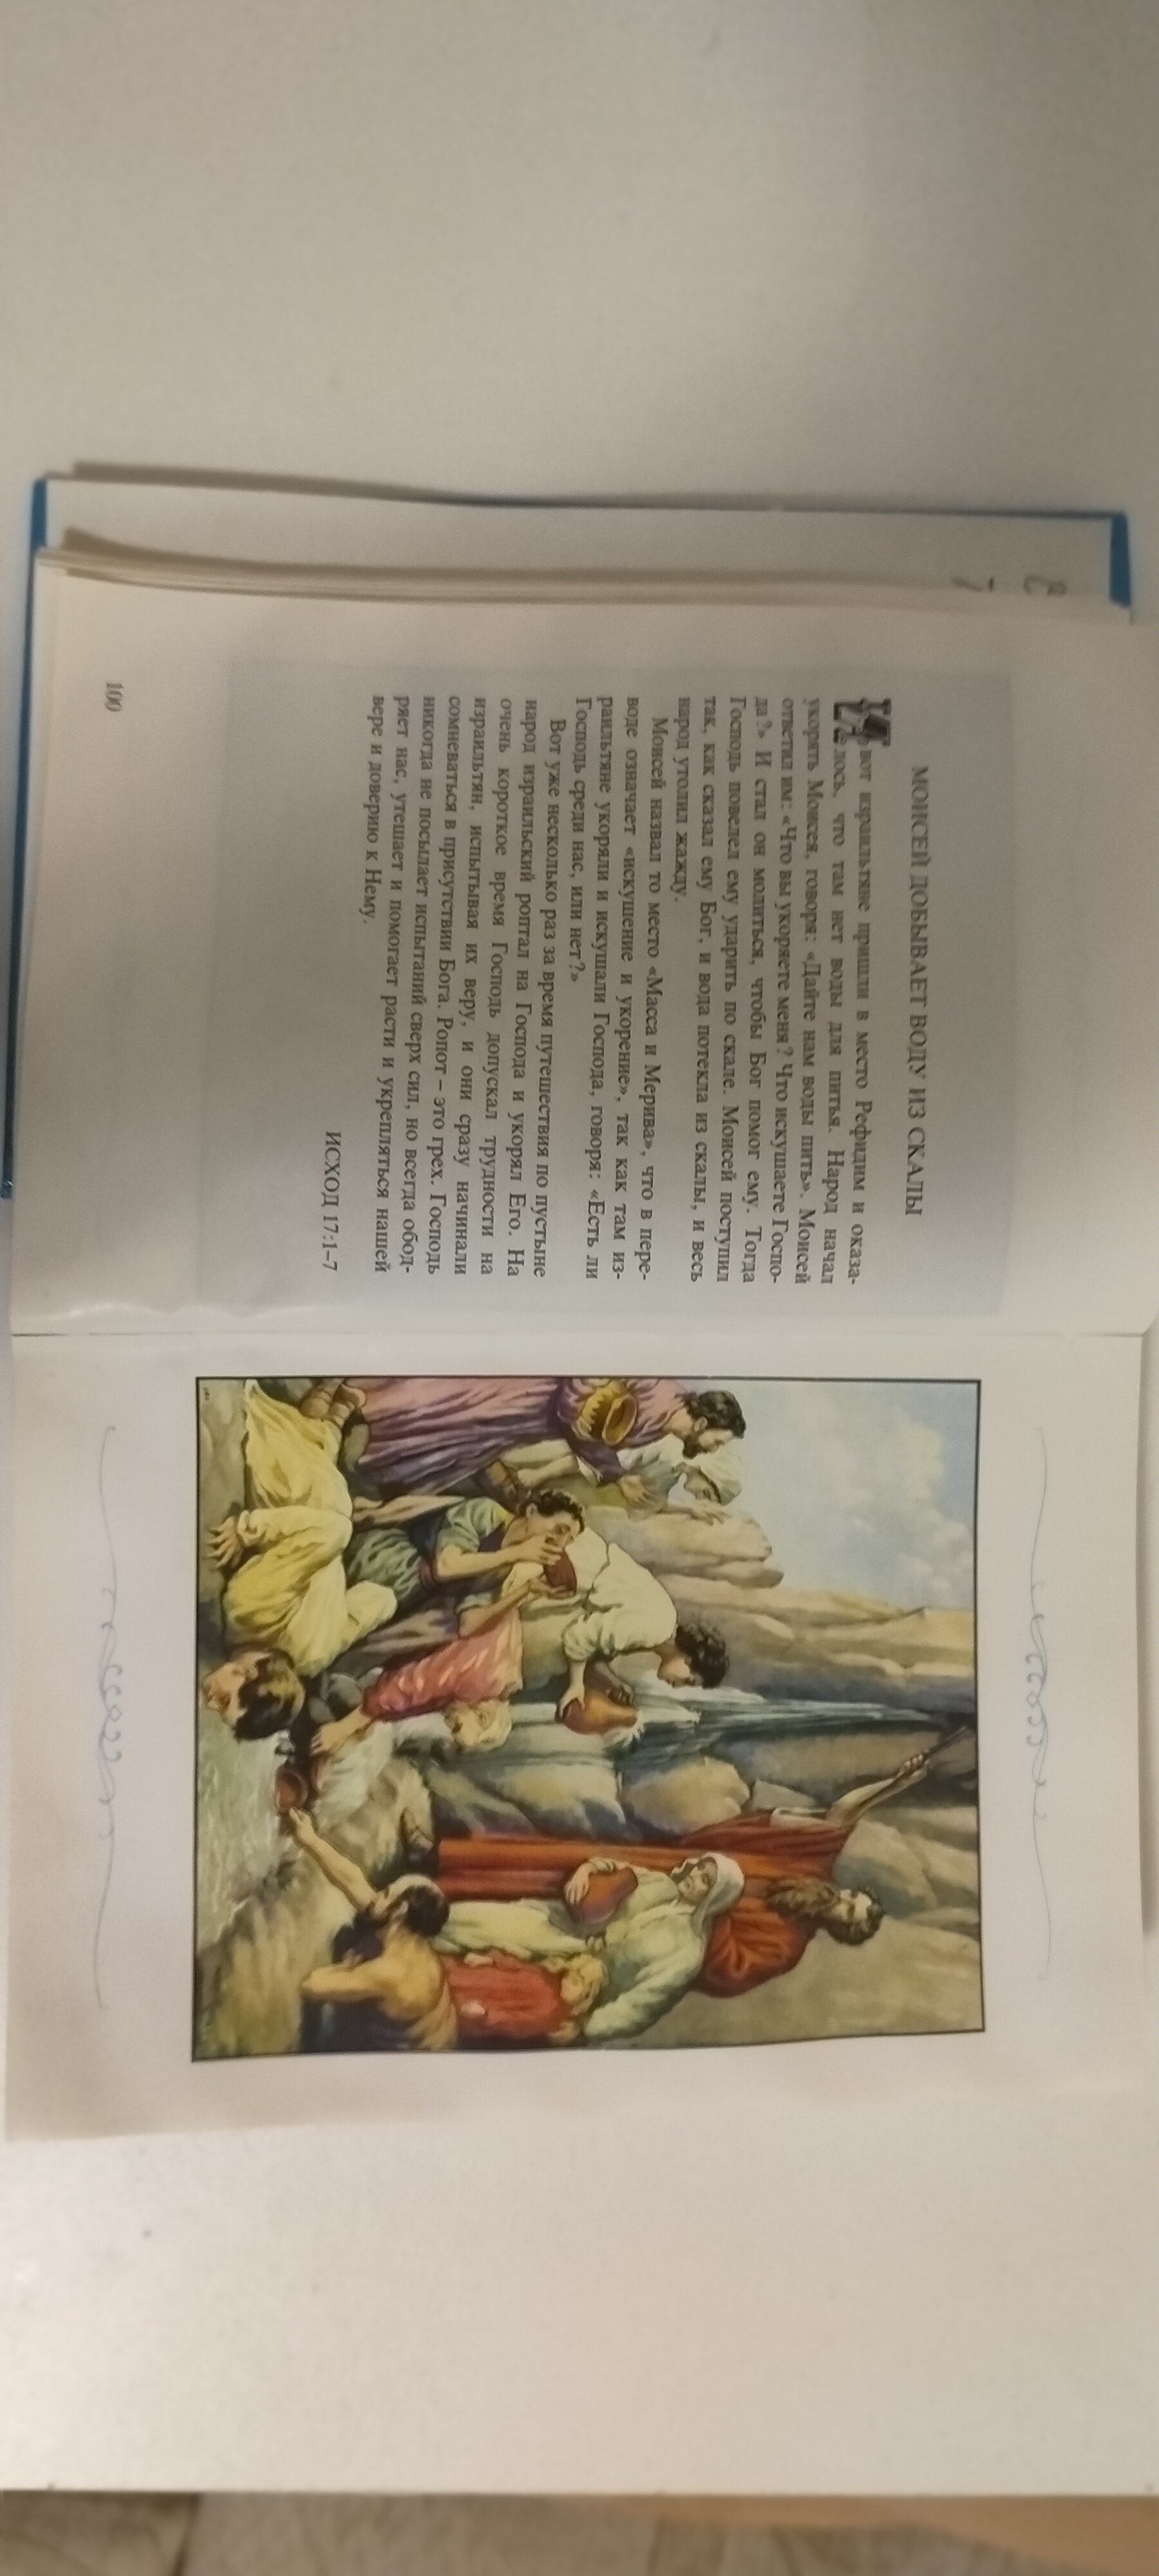 МОИСЕЙ ДОБЫВАЕТ ВОДУ ИЗ СКАЛЫ
И вот израильтяне пришли в место Рефидим и оказа-
лось, что там нет воды для питья. Народ начал
укорять Моисея, говоря: «Дайте нам воды пить». Моисей
ответил им: «Что вы укоряете меня? Что искушаете Госпо-
да?» И стал он молиться, чтобы Бог помог ему. Тогда
Господь повелел ему ударить по скале. Моисей поступил
так, как сказал ему Бог, и вода потекла из скалы, и весь
народ утолил жажду.
Моисей назвал то место «Масса и Мерива», что в пере-
воде означает «искушение и укорение», так как там из-
раильтяне укоряли и искушали Господа, говоря: «Есть ли
Господь среди нас, или нет?»
Вот уже несколько раз за время путешествия по пустыне
народ израильский роптал на Господа и укорял Его. На
очень короткое время Господь допускал трудности на
израильтян, испытывая их веру, и они сразу начинали
сомневаться в присутствии Бога. Ропот – это грех. Господь
никогда не посылает испытаний сверх сил, но всегда обод-
ряет нас, утешает и помогает расти и укрепляться нашей
вере и доверию к Нему.
ИСХОД 17:1–7
100